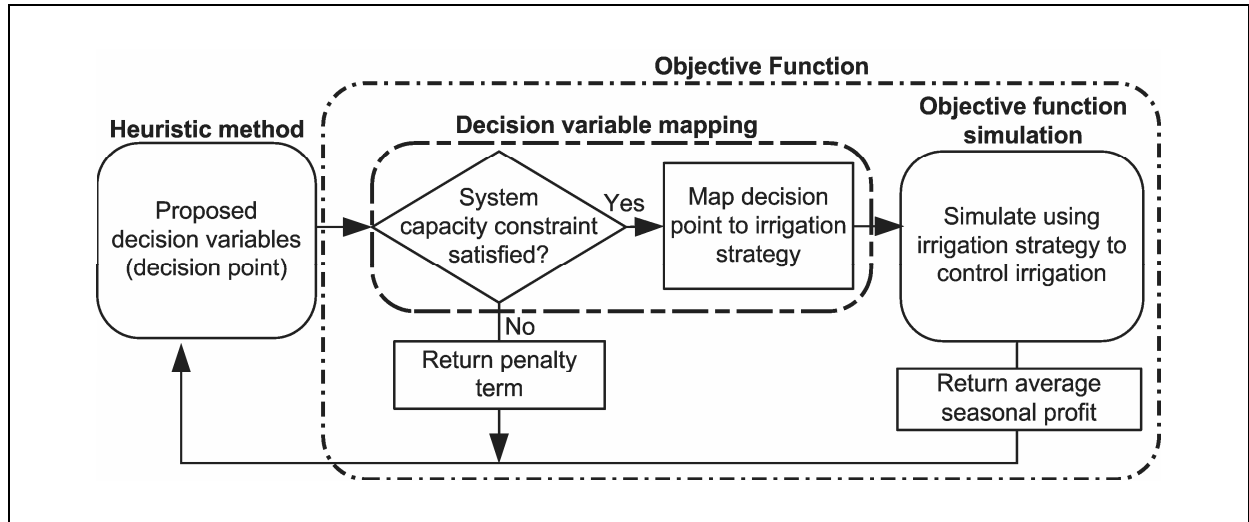 Objective Function
Heuristic method
Proposed
decision variables
(decision point)
Decision variable mapping
System
capacity constraint
satisfied?
Yes
Map decision
point to irrigation
strategy
Objective function
simulation
Simulate using
irrigation strategy to
control irrigation
No
Return penalty
term
Return average
seasonal profit